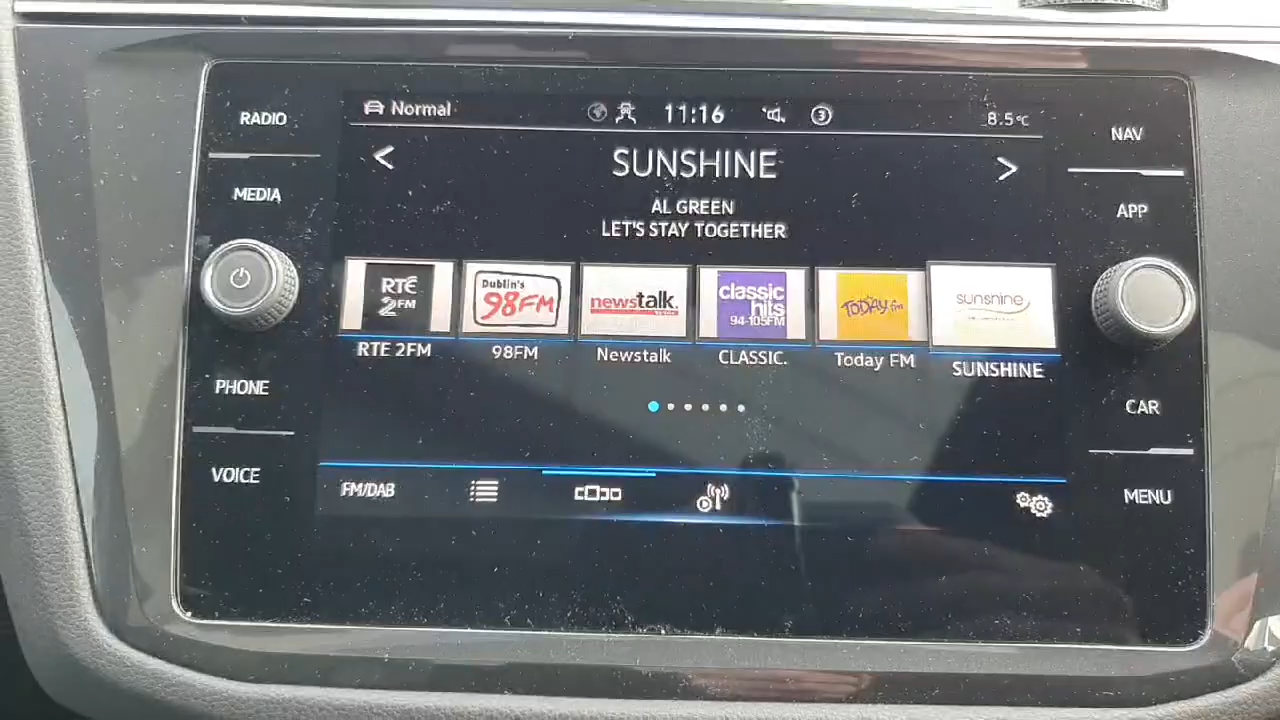 RADIO
MEDIA
PHONE
VOICE
Normal
11:16
3
8.5°C
<
SUNSHINE
>
AL GREEN
LET'S STAY TOGETHER
RTÉ
2FM
Dublin's
98FM
newstalk.
classic
hits
94-105FM
TODAY fm
sunshine
RTE 2FM
98FM
Newstalk
CLASSIC.
Today FM
SUNSHINE
FM/DAB
NAV
APP
CAR
MENU